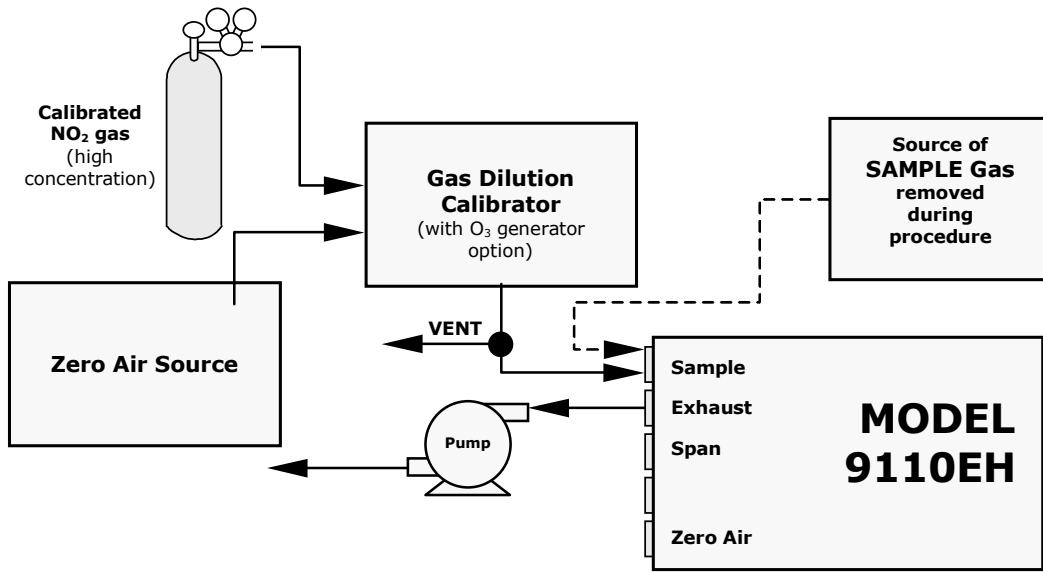 Calibrated
NO₂ gas
(high
concentration)
Gas Dilution
Calibrator
(with O₃ generator
option)
Source of
SAMPLE Gas
removed
during
procedure
Zero Air Source
VENT
Pump
Sample
Exhaust
Span
Zero Air
MODEL
9110EH